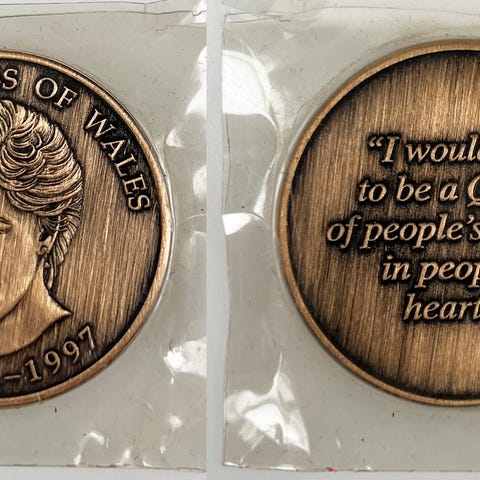 S OF WALES
–1997
“I would
to be a Q
of people's
in peop
heart